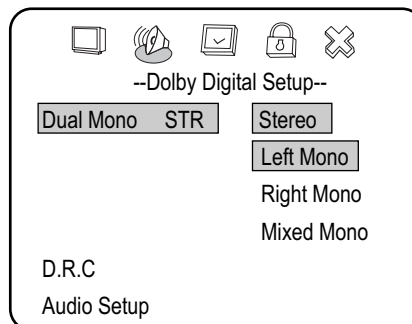 --Dolby Digital Setup--
Dual Mono STR Stereo
Left Mono
Right Mono
Mixed Mono
D.R.C
Audio Setup